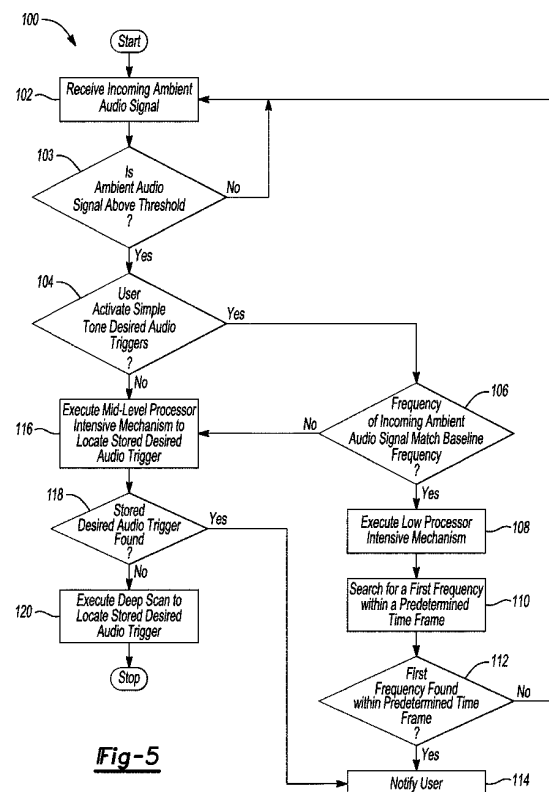 100
Start
102
Receive Incoming Ambient
Audio Signal
103
Is
Ambient Audio
Signal Above Threshold
?
No
Yes
104
User
Activate Simple
Tone Desired Audio
Triggers
?
Yes
No
106
Frequency
of Incoming Ambient
Audio Signal Match Baseline
Frequency
?
No
Yes
116
Execute Mid-Level Processor
Intensive Mechanism to
Locate Stored Desired
Audio Trigger
108
Execute Low Processor
Intensive Mechanism
118
Stored
Desired Audio Trigger
Found
?
Yes
No
110
Search for a First Frequency
within a Predetermined
Time Frame
120
Execute Deep Scan to
Locate Stored Desired
Audio Trigger
Stop
112
First
Frequency Found
within Predetermined Time
Frame
?
No
Yes
114
Notify User
Fig-5